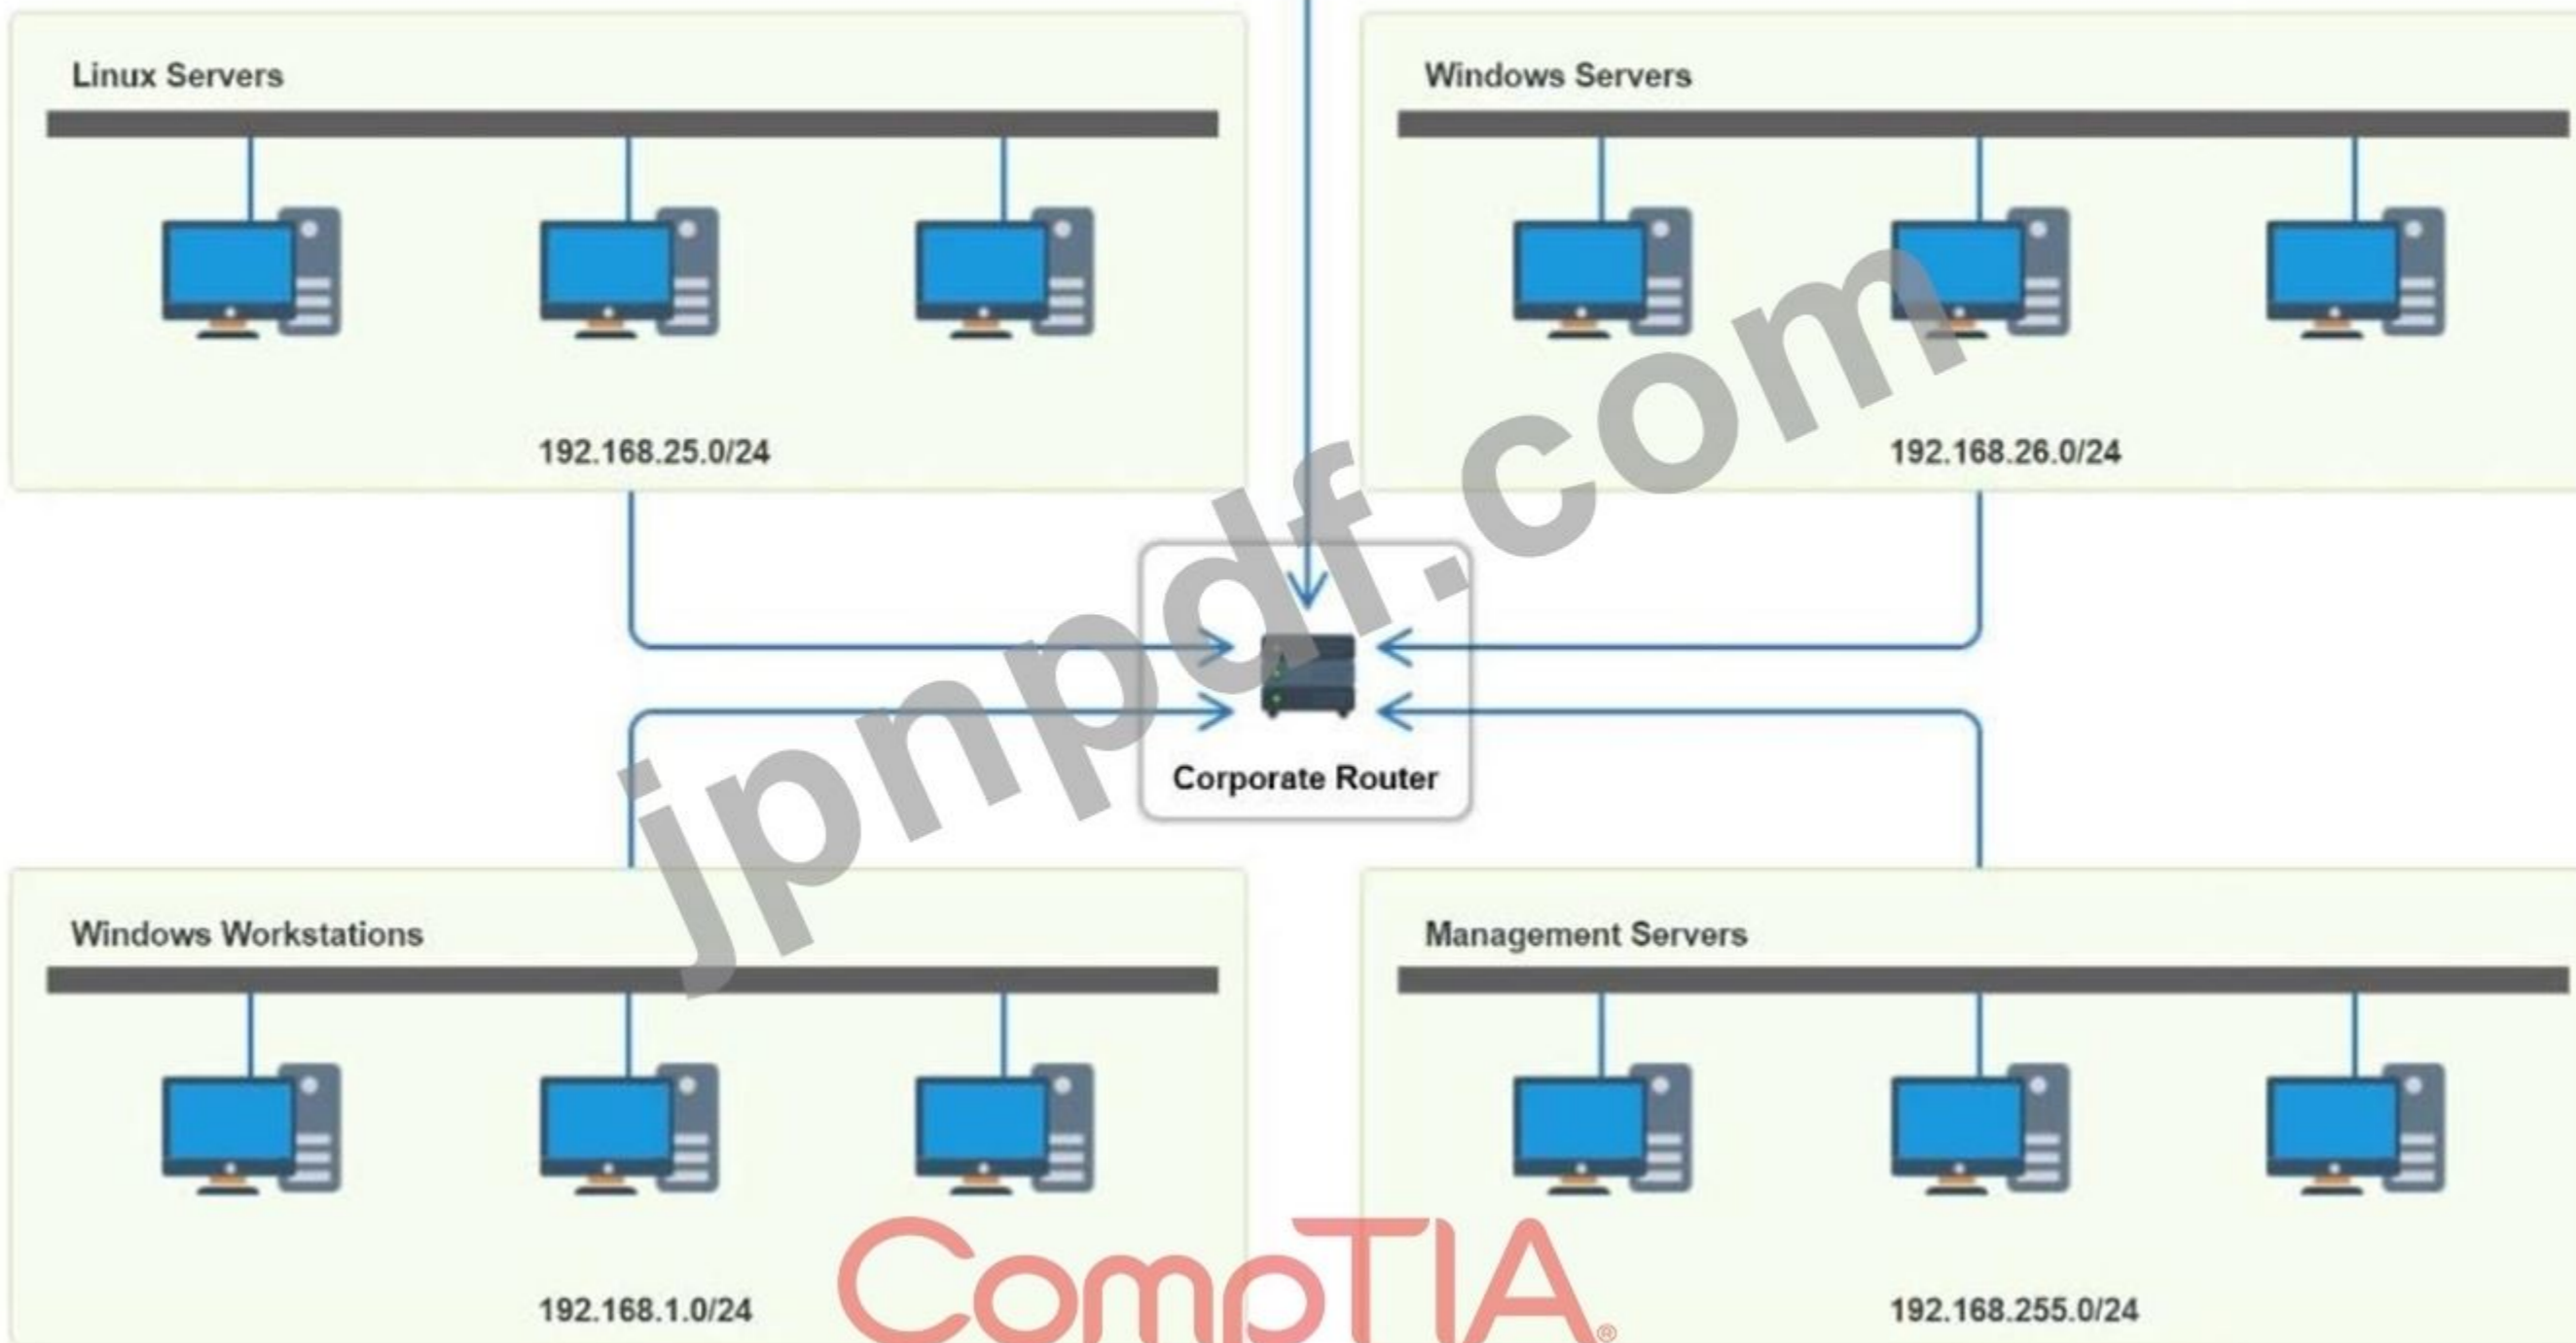 Linux Servers
Windows Servers
192.168.25.0/24
192.168.26.0/24
jpnpdf.com
Corporate Router
Windows Workstations
Management Servers
192.168.1.0/24
192.168.255.0/24
CompTIA®